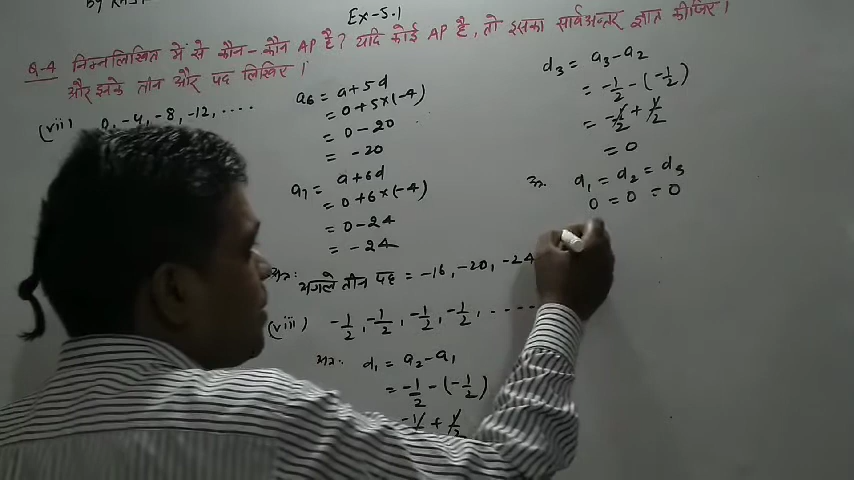 By
Ex-5.1
Q-4 निम्नलिखित में से कौन-कौन AP है? यदि कोई AP है, तो इसका सार्व अन्तर ज्ञात कीजिए।
और इनके तीन और पद लिखिए।
(vii) 0, -4, -8, -12, ....
a₆ = a+5d
= 0+5×(-4)
= 0-20
= -20
a₇ = a+6d
= 0+6×(-4)
= 0-24
= -24
अतः अगले तीन पद = -16, -20, -24
(viii) -1/2, -1/2, -1/2, -1/2, .....
अतः d₁ = a₂-a₁
= -1/2 - (-1/2)
-1/2 + 1/2
d₃ = a₃-a₂
= -1/2 - (-1/2)
= -1/2 + 1/2
= 0
d₁ = d₂ = d₃
0 = 0 = 0